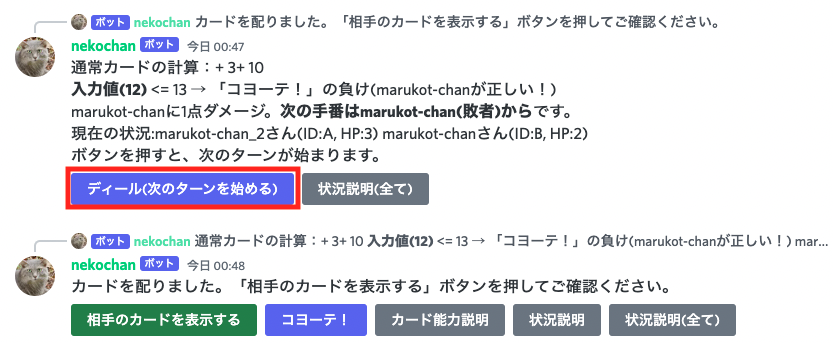 ボット nekochan カードを配りました。「相手のカードを表示する」ボタンを押してご確認ください。
nekochan ボット 今日 00:47
通常カードの計算：+ 3+ 10
入力値(12) <= 13 → 「コヨーテ！」の負け(marukot-chanが正しい！)
marukot-chanに1点ダメージ。次の手番はmarukot-chan(敗者)からです。
現在の状況:marukot-chan_2さん(ID:A, HP:3) marukot-chanさん(ID:B, HP:2)
ボタンを押すと、次のターンが始まります。
ディール(次のターンを始める) 状況説明(全て)
ボット nekochan 通常カードの計算：+ 3+ 10 入力値(12) <= 13 → 「コヨーテ！」の負け(marukot-chanが正しい！) mar...
nekochan ボット 今日 00:48
カードを配りました。「相手のカードを表示する」ボタンを押してご確認ください。
相手のカードを表示する コヨーテ！ カード能力説明 状況説明 状況説明(全て)